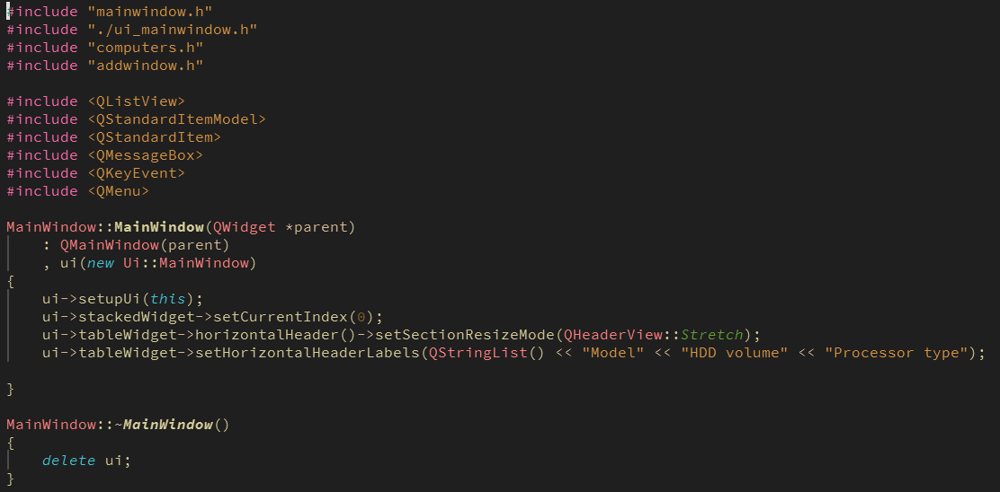 #include "mainwindow.h"
#include "./ui_mainwindow.h"
#include "computers.h"
#include "addwindow.h"

#include <QListView>
#include <QStandardItemModel>
#include <QStandardItem>
#include <QMessageBox>
#include <QKeyEvent>
#include <QMenu>

MainWindow::MainWindow(QWidget *parent)
    : QMainWindow(parent)
    , ui(new Ui::MainWindow)
{
    ui->setupUi(this);
    ui->stackedWidget->setCurrentIndex(0);
    ui->tableWidget->horizontalHeader()->setSectionResizeMode(QHeaderView::Stretch);
    ui->tableWidget->setHorizontalHeaderLabels(QStringList() << "Model" << "HDD volume" << "Processor type");

}

MainWindow::~MainWindow()
{
    delete ui;
}